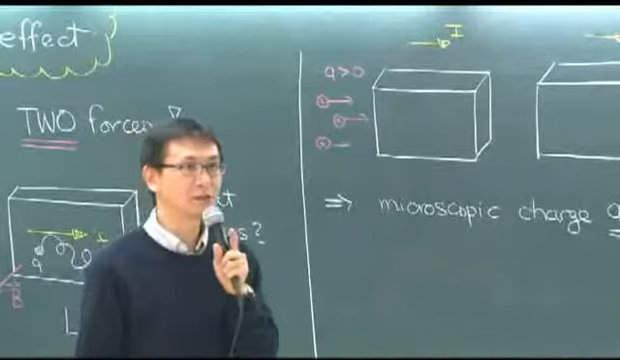 effect
TWO forces
I
q
B
L
I
q>0
⇒ microscopic charge